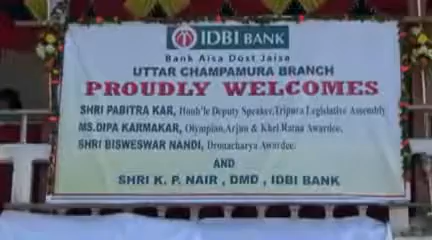 IDBI BANK
Bank Aisa Dost Jaisa
UTTAR CHAMPAMURA BRANCH
PROUDLY WELCOMES
SHRI PABITRA KAR, Honb'le Deputy Speaker,Tripura Legislative Assembly
MS.DIPA KARMAKAR, Olympian,Arjun & Khel Ratna Awardee.
SHRI BISWESWAR NANDI, Dronacharya Awardee.
AND
SHRI K. P. NAIR , DMD , IDBI BANK